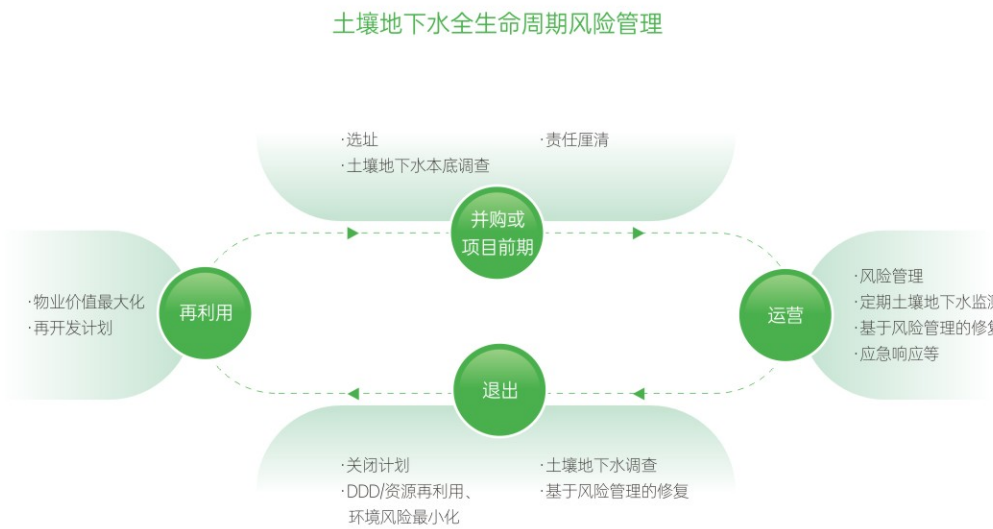 土壤地下水全生命周期风险管理
·选址
·责任厘清
·土壤地下水本底调查
并购或
项目前期
·物业价值最大化
·再开发计划
再利用
运营
·风险管理
·定期土壤地下水监
·基于风险管理的修
·应急响应等
退出
·关闭计划
·DDD/资源再利用、
环境风险最小化
·土壤地下水调查
·基于风险管理的修复